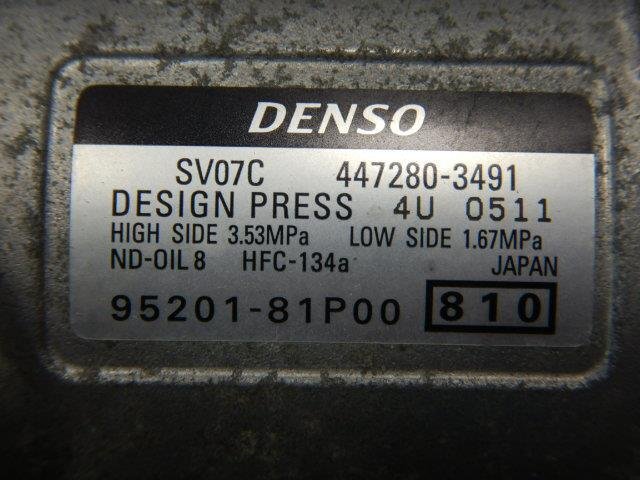 DENSO
SV07C 447280-3491
DESIGN PRESS 4U 0511
HIGH SIDE 3.53MPa LOW SIDE 1.67MPa
ND-OIL 8 HFC-134a JAPAN
95201-81P00 810